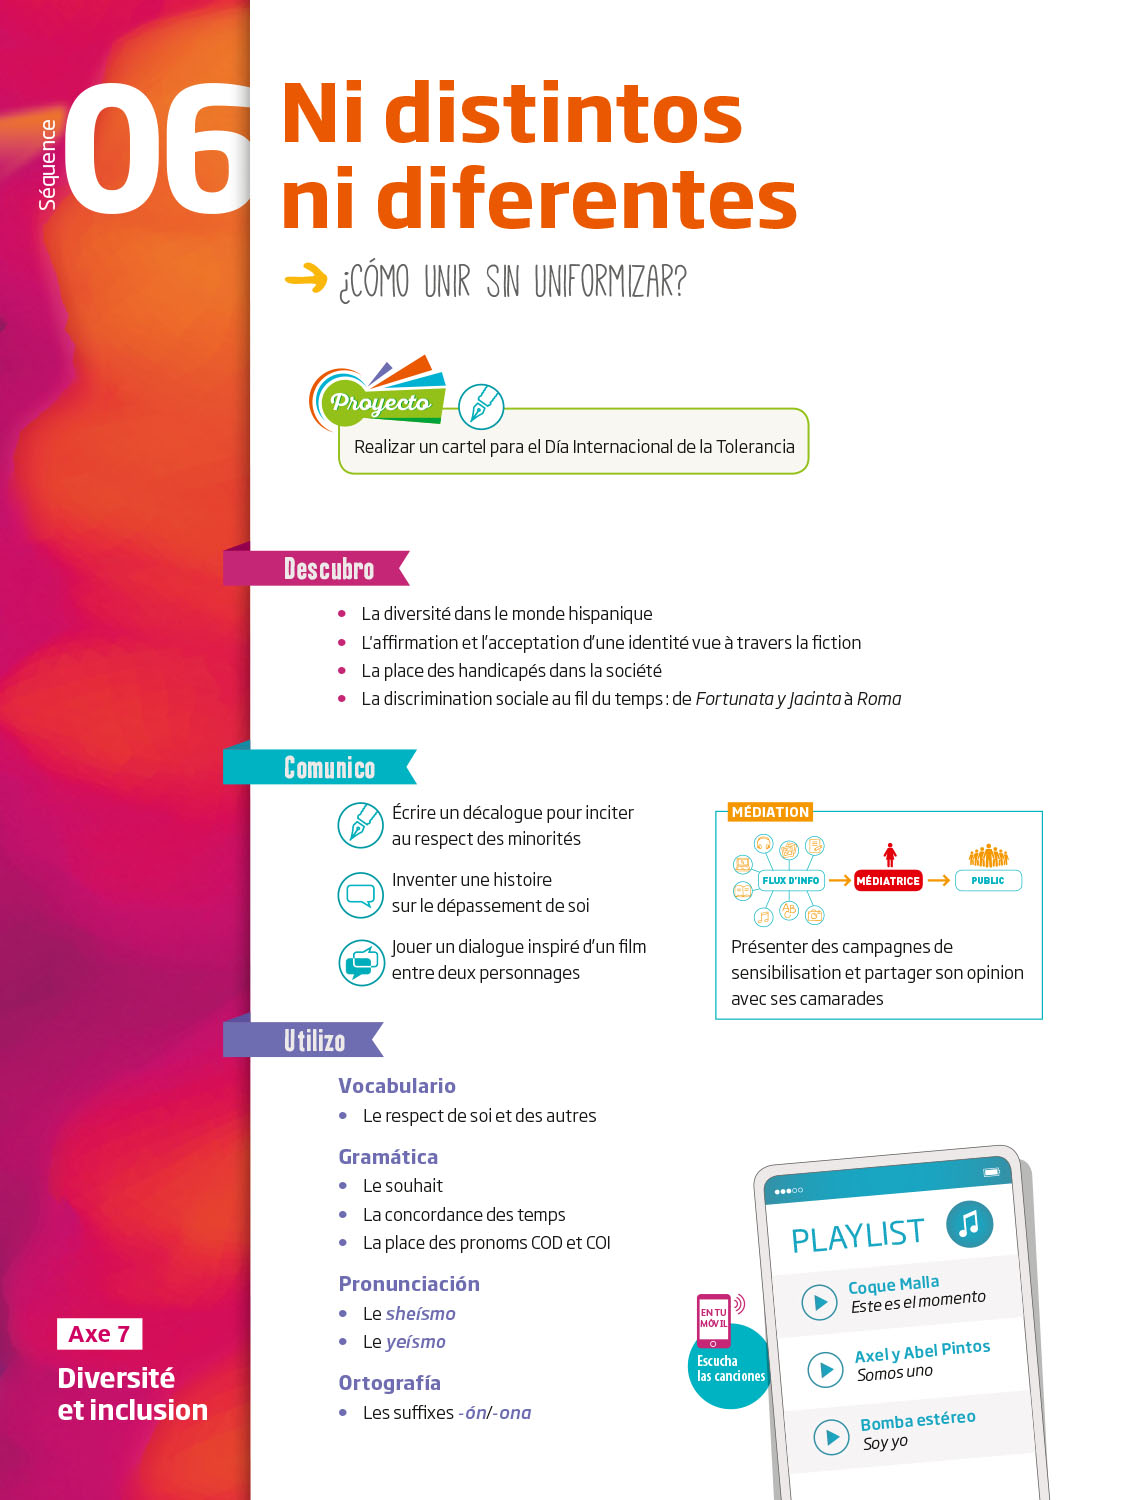 Séquence
06
Ni distintos
ni diferentes
¿CÓMO UNIR SIN UNIFORMIZAR?
Proyecto
Realizar un cartel para el Día Internacional de la Tolerancia
Descubro
• La diversité dans le monde hispanique
• L'affirmation et l'acceptation d'une identité vue à travers la fiction
• La place des handicapés dans la société
• La discrimination sociale au fil du temps : de Fortunata y Jacinta à Roma
Comunico
Écrire un décalogue pour inciter
au respect des minorités
Inventer une histoire
sur le dépassement de soi
Jouer un dialogue inspiré d'un film
entre deux personnages
MÉDIATION
FLUX D'INFO
MÉDIATRICE
PUBLIC
Présenter des campagnes de
sensibilisation et partager son opinion
avec ses camarades
Utilizo
Vocabulario
• Le respect de soi et des autres
Gramática
• Le souhait
• La concordance des temps
• La place des pronoms COD et COI
Pronunciación
• Le sheísmo
• Le yeísmo
Ortografía
• Les suffixes -ón/-ona
Axe 7
Diversité
et inclusion
EN TU
MÓVIL
Escucha
las canciones
PLAYLIST
Coque Malla
Este es el momento
Axel y Abel Pintos
Somos uno
Bomba estéreo
Soy yo